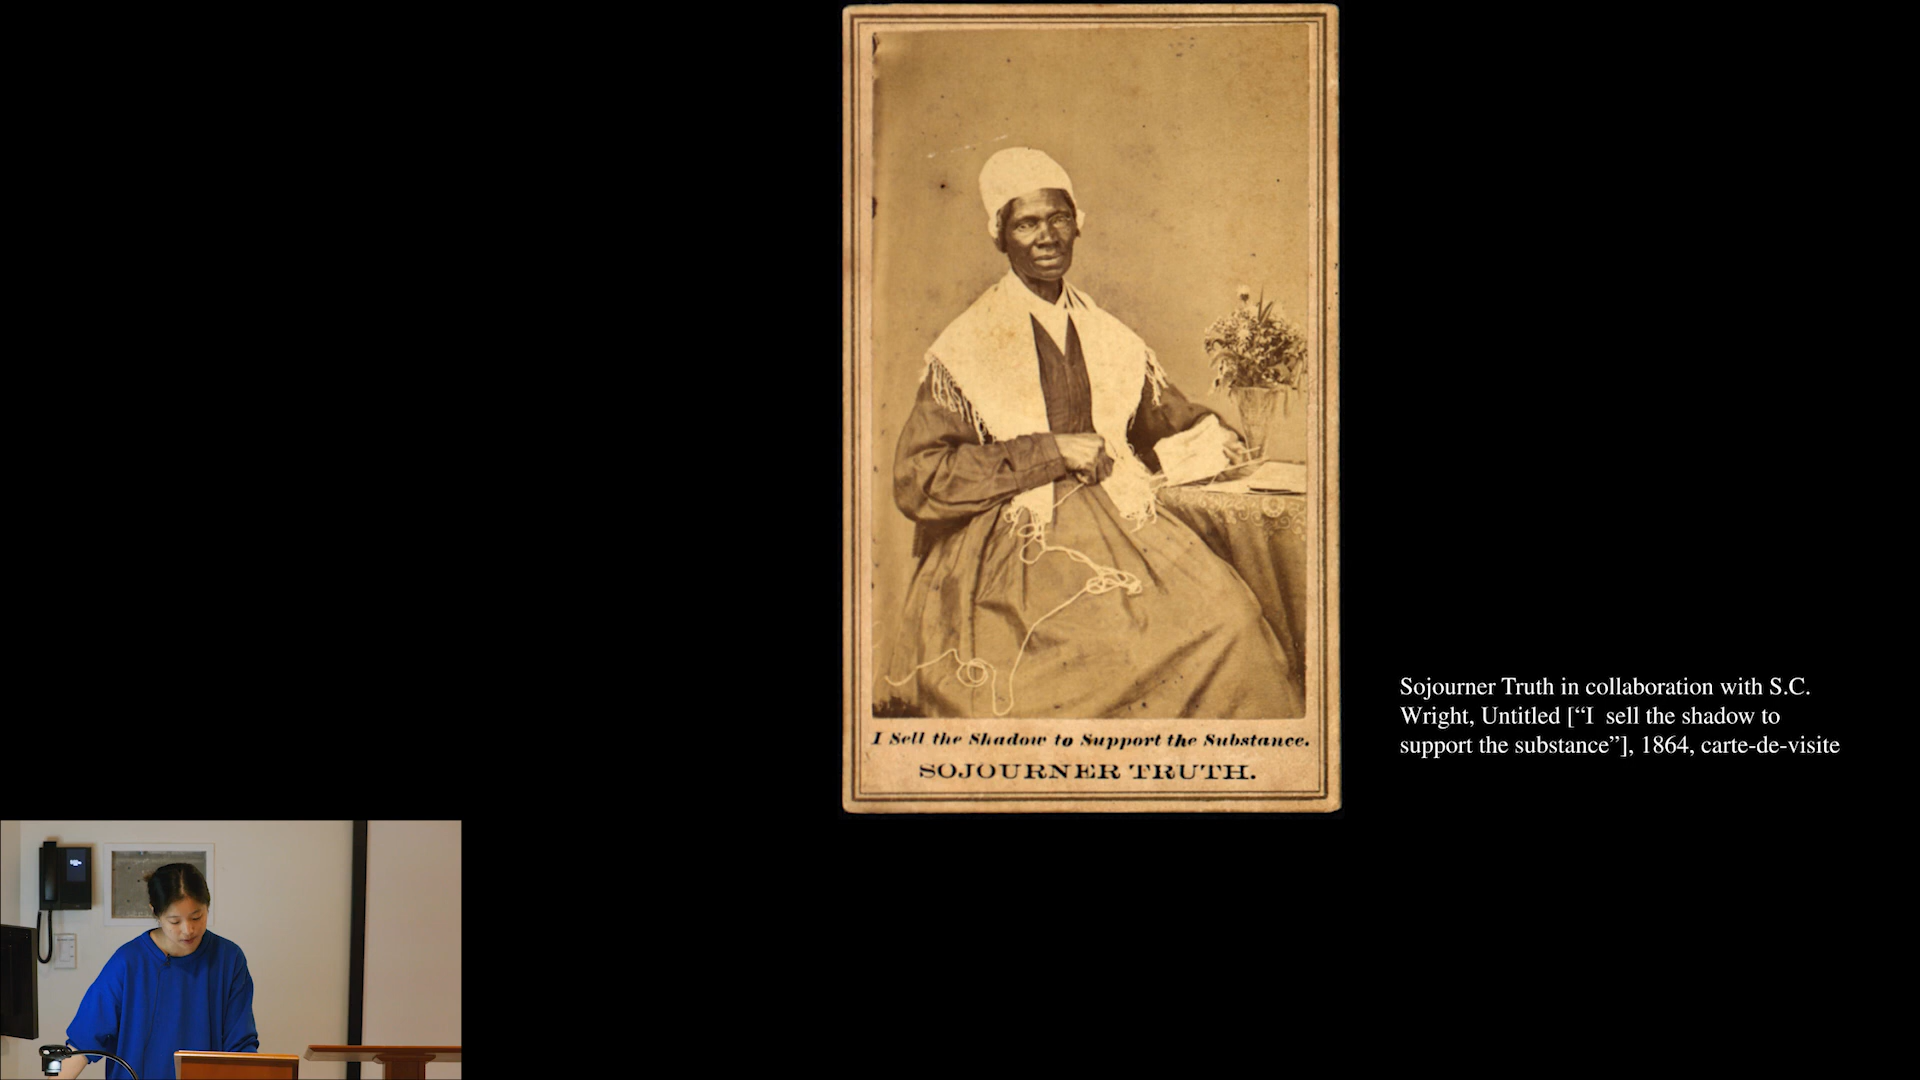 I Sell the Shadow to Support the Substance.
SOJOURNER TRUTH.
Sojourner Truth in collaboration with S.C.
Wright, Untitled [“I sell the shadow to
support the substance”], 1864, carte-de-visite